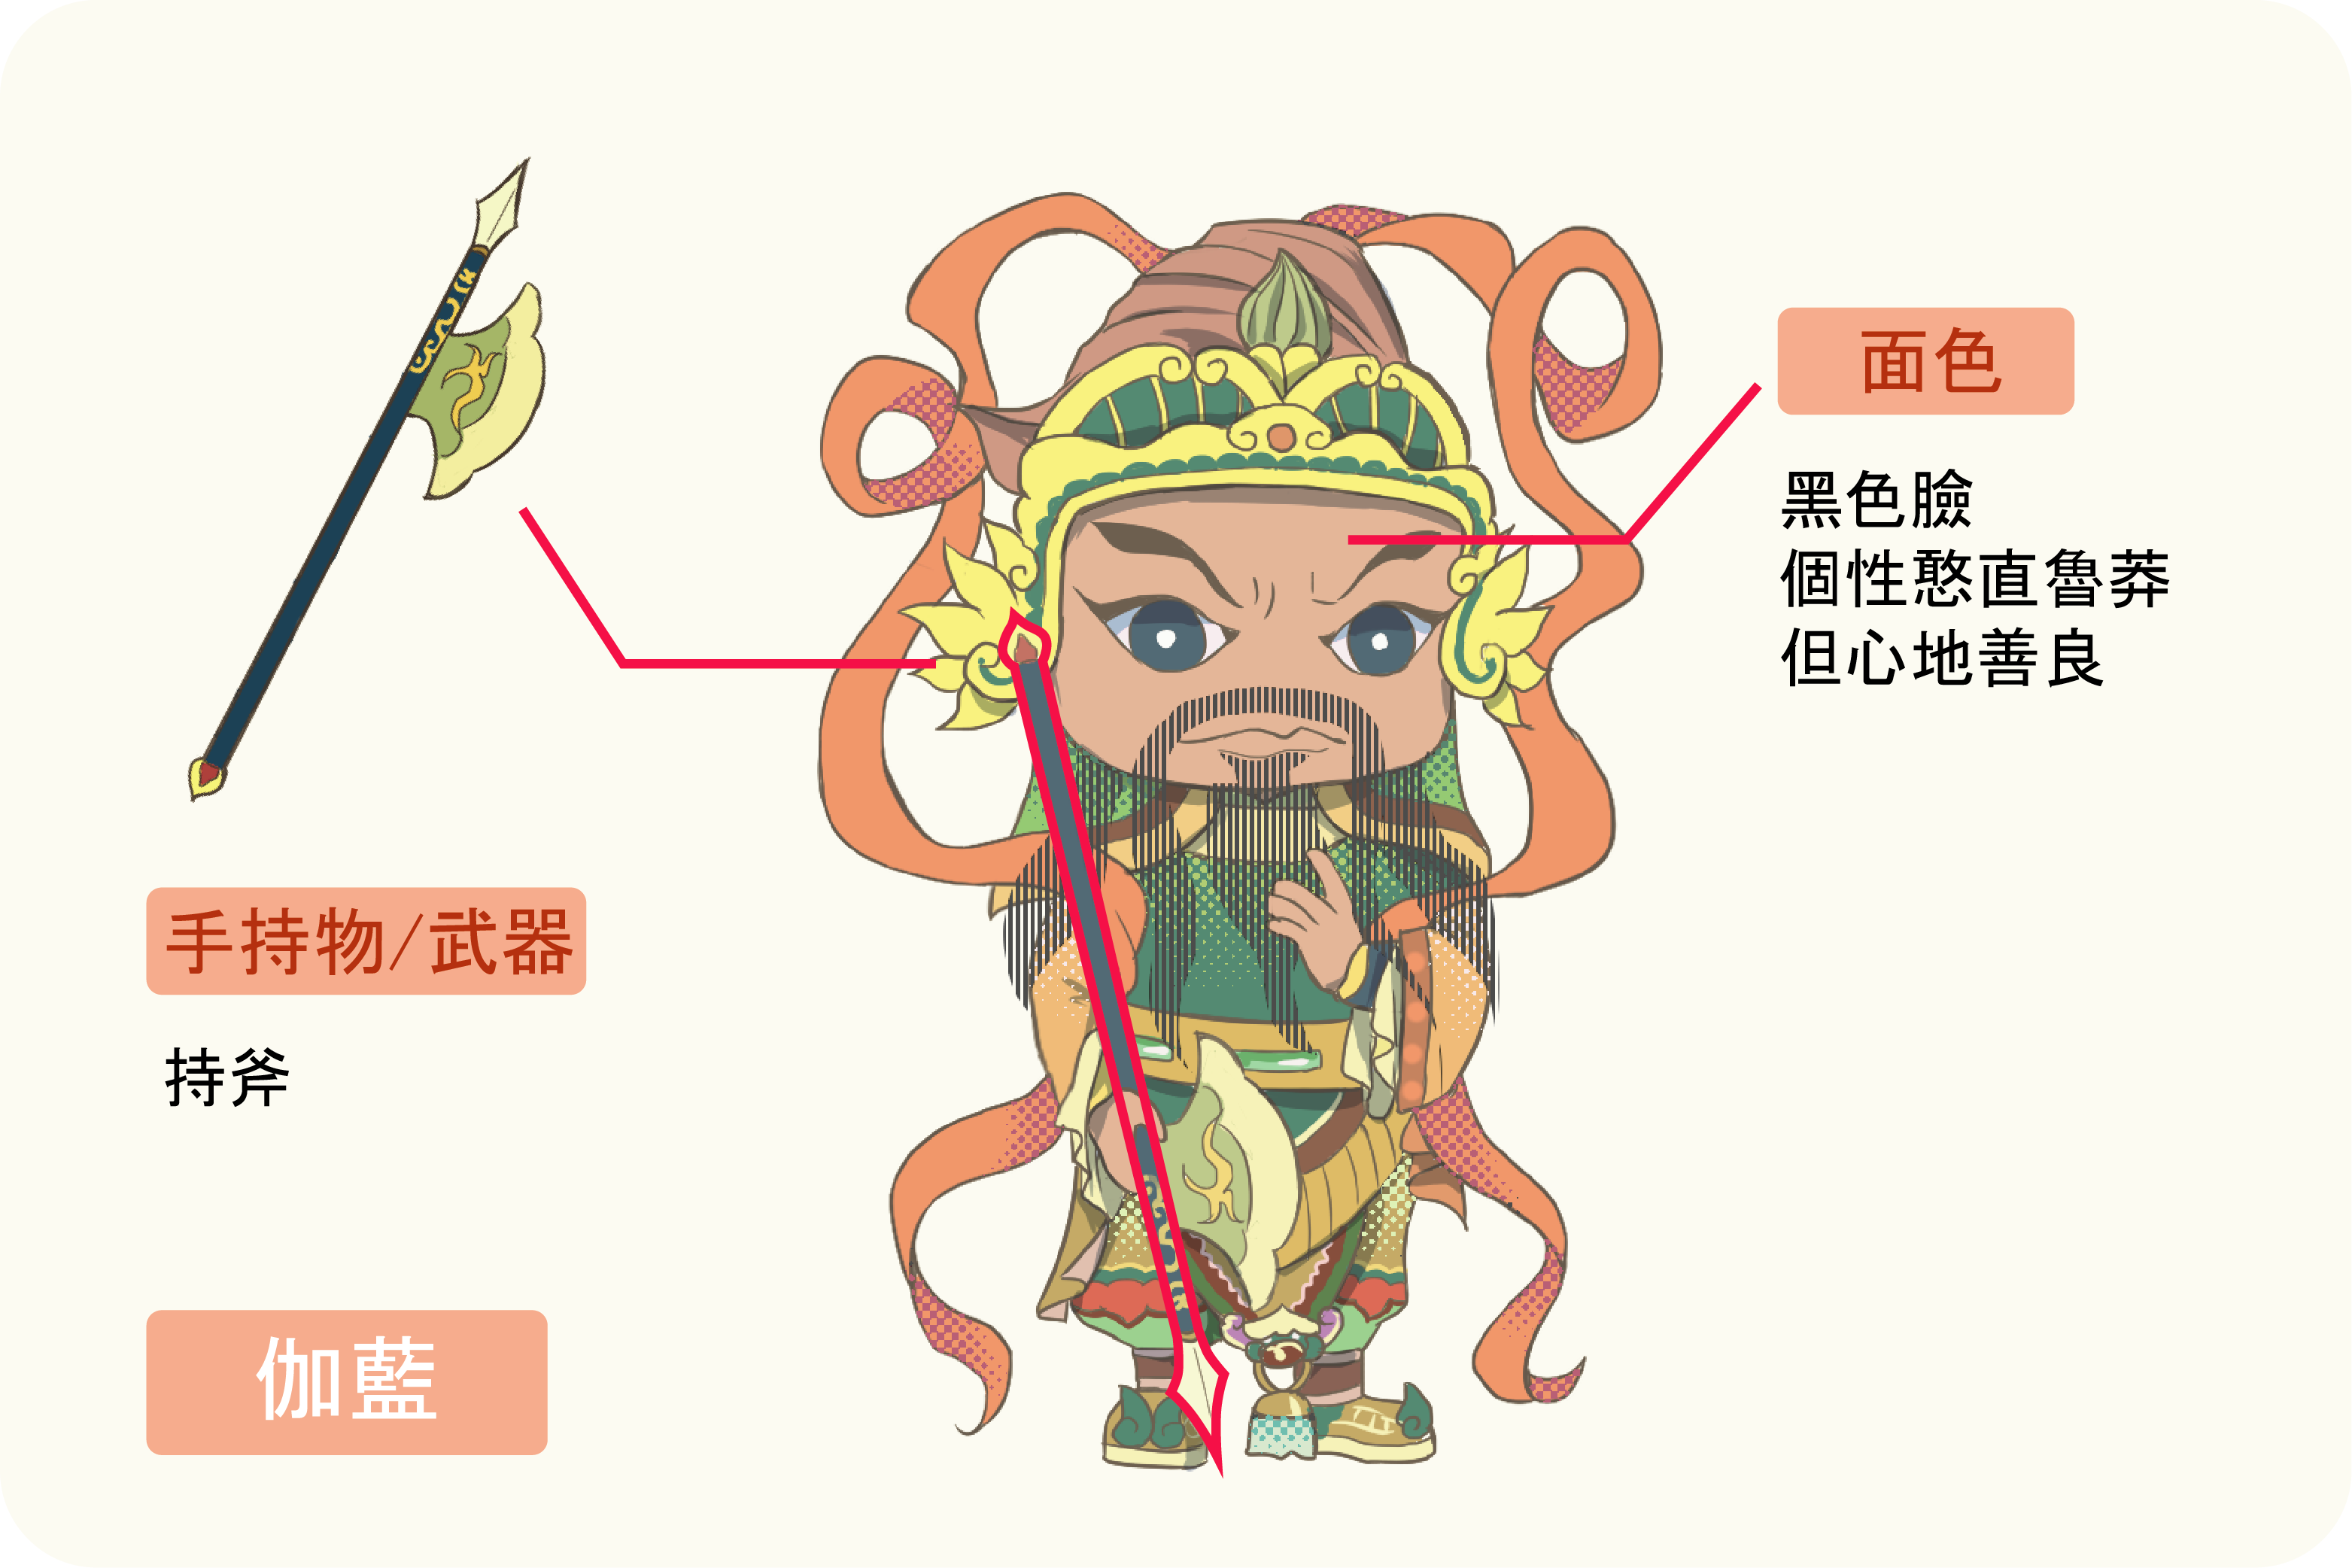 面色
黑色臉
個性憨直魯莽
但心地善良
手持物/武器
持斧
伽藍